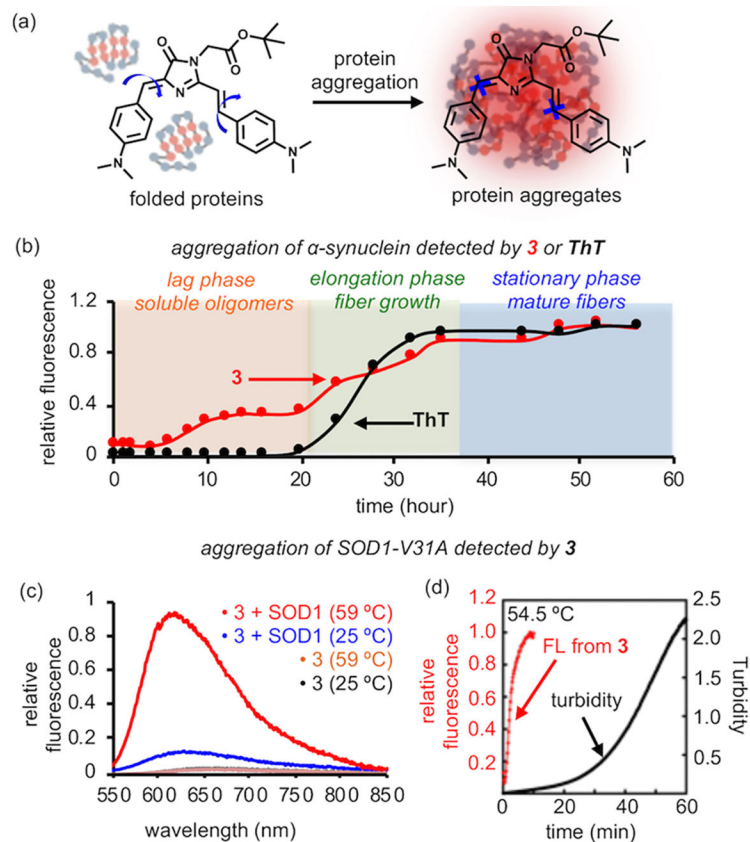 (a)
protein
aggregation
folded proteins
protein aggregates
O
N
O
O
N
N
N
O
N
O
O
N
N
N
(b)
aggregation of α-synuclein detected by 3 or ThT
lag phase
soluble oligomers
elongation phase
fiber growth
stationary phase
mature fibers
relative fluorescence
1.2
0.8
0.4
0
3
ThT
0 10 20 30 40 50 60
time (hour)
aggregation of SOD1-V31A detected by 3
(c)
relative
fluorescence
1
0.8
0.6
0.4
0.2
0
3 + SOD1 (59 ºC)
3 + SOD1 (25 ºC)
3 (59 ºC)
3 (25 ºC)
550 600 650 700 750 800 850
wavelength (nm)
(d)
relative
fluorescence
1.2
1.0
0.8
0.6
0.4
0.2
54.5 ºC
FL from 3
turbidity
2.5
2.0
1.5
1.0
0.5
Turbidity
0 20 40 60
time (min)